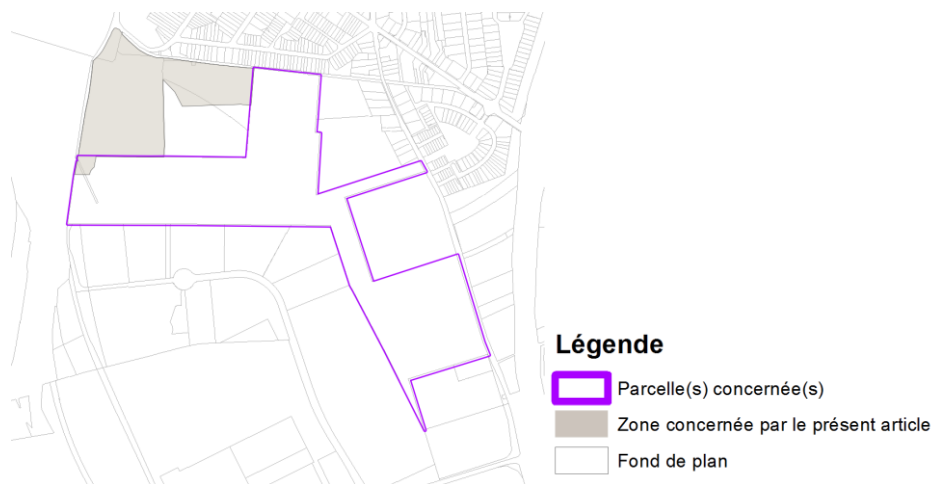 Légende
Parcelle(s) concernée(s)
Zone concernée par le présent article
Fond de plan